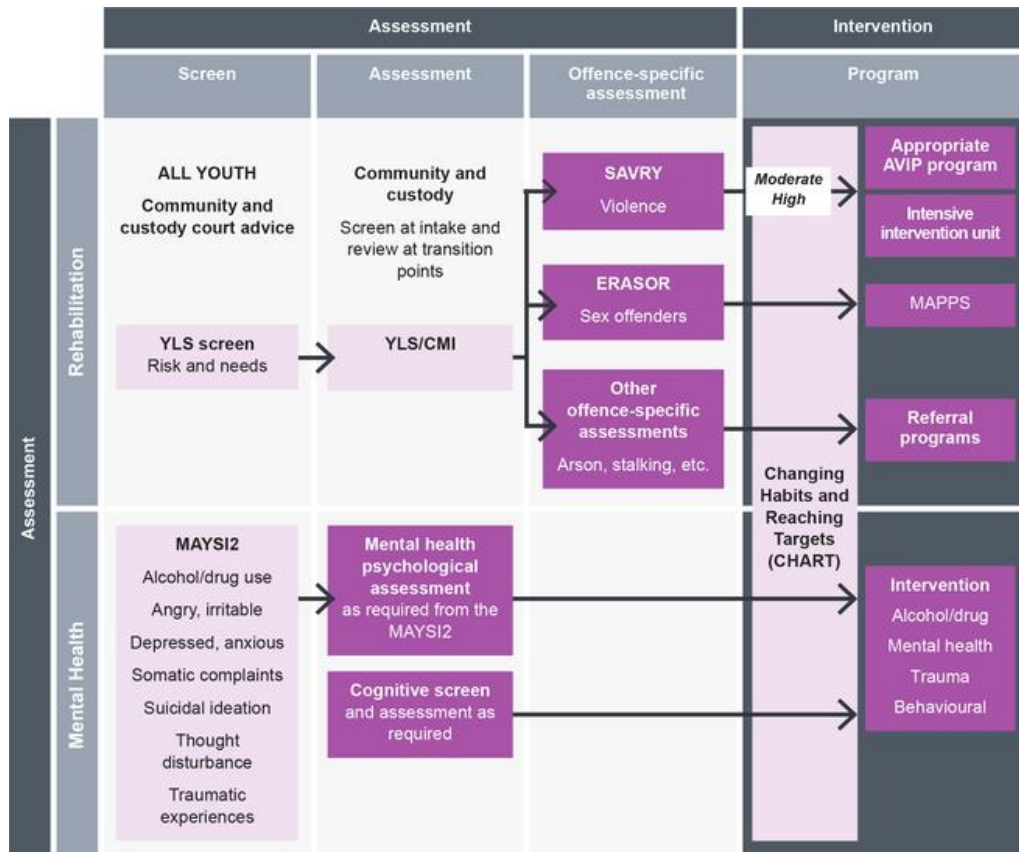 Assessment
Intervention
Screen
Assessment
Offence-specific
assessment
Program
Assessment
Rehabilitation
ALL YOUTH
Community and
custody court advice
YLS screen
Risk and needs
Community and
custody
Screen at intake and
review at transition
points
YLS/CMI
SAVRY
Violence
ERASOR
Sex offenders
Other
offence-specific
assessments
Arson, stalking, etc.
Moderate
High
Appropriate
AVIP program
Intensive
intervention unit
MAPPS
Referral
programs
Changing
Habits and
Reaching
Targets
(CHART)
Mental Health
MAYSI2
Alcohol/drug use
Angry, irritable
Depressed, anxious
Somatic complaints
Suicidal ideation
Thought
disturbance
Traumatic
experiences
Mental health
psychological
assessment
as required from the
MAYSI2
Cognitive screen
and assessment as
required
Intervention
Alcohol/drug
Mental health
Trauma
Behavioural